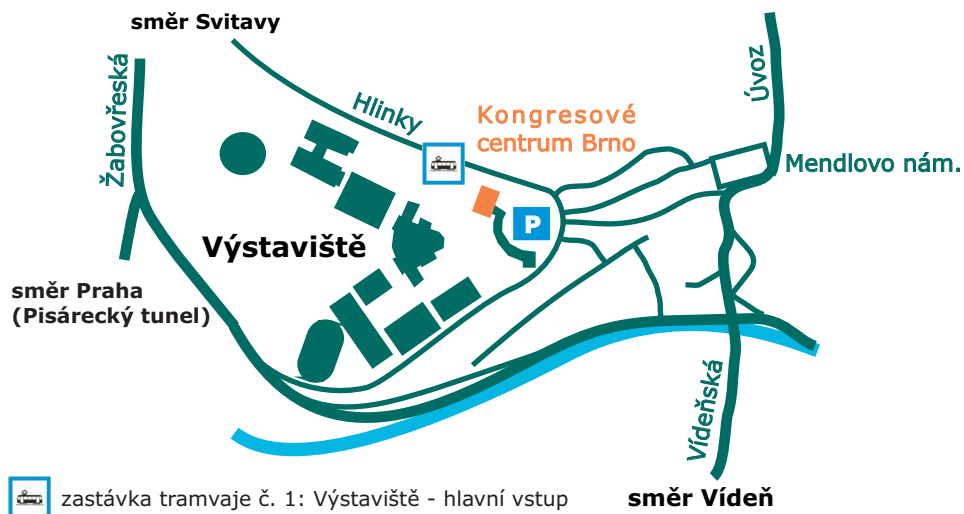 směr Svitavy
Žabovřeská
Hlinky
Kongresové
centrum Brno
Úvoz
Mendlovo nám.
P
Výstaviště
směr Praha
(Pisárecký tunel)
Vídeňská
zastávka tramvaje č. 1: Výstaviště - hlavní vstup
směr Vídeň